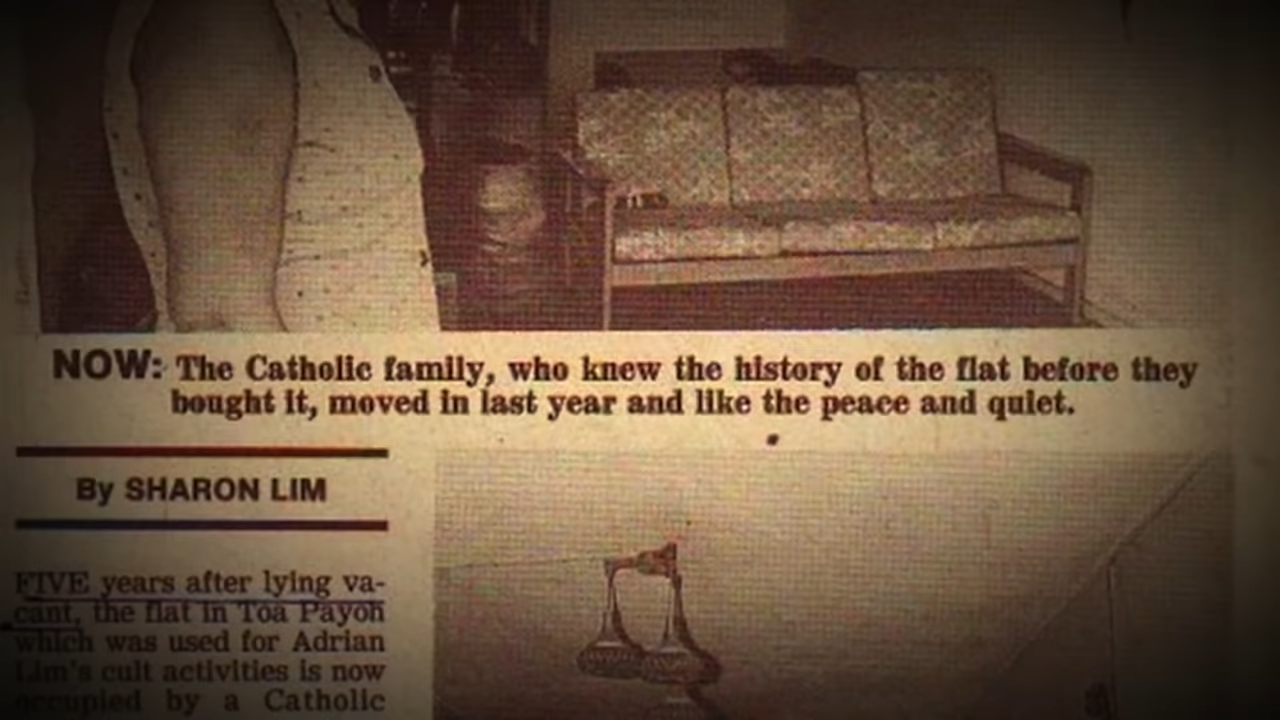 NOW: The Catholic family, who knew the history of the flat before they
bought it, moved in last year and like the peace and quiet.
By SHARON LIM
FIVE years after lying va-
cant, the flat in Toa Payoh
which was used for Adrian
Lim's cult activities is now
occupied by a Catholic